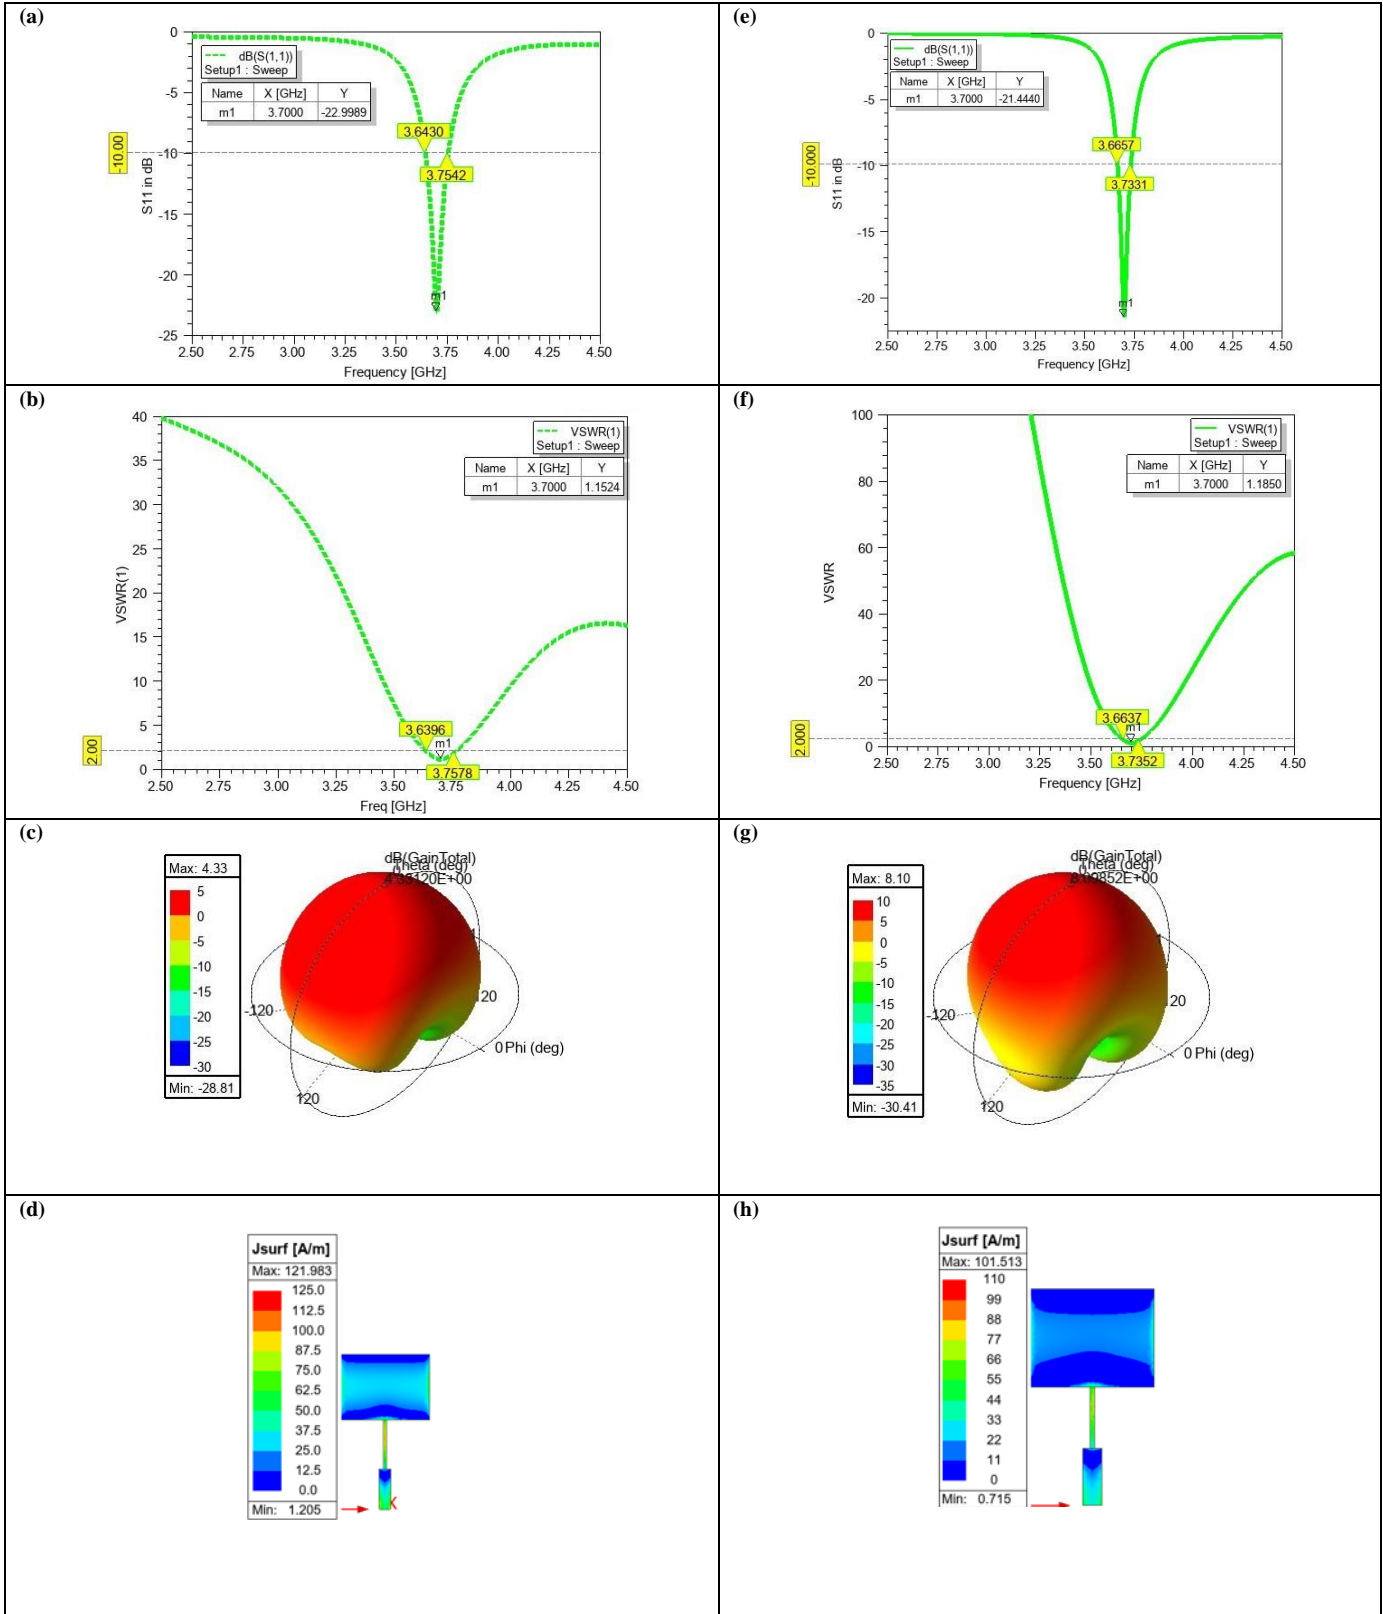 (a)
0
-5
-10
-15
-20
-25
-10.00
S11 in dB
dB(S(1,1))
Setup1 : Sweep
Name X [GHz] Y
m1 3.7000 -22.9989
3.6430
3.7542
m1
2.50 2.75 3.00 3.25 3.50 3.75 4.00 4.25 4.50
Frequency [GHz]
(e)
0
-5
-10
-15
-20
-10.000
S11 in dB
dB(S(1,1))
Setup1 : Sweep
Name X [GHz] Y
m1 3.7000 -21.4440
3.6657
3.7331
m1
2.50 2.75 3.00 3.25 3.50 3.75 4.00 4.25 4.50
Frequency [GHz]
(b)
40
35
30
25
20
15
10
5
0
2.00
VSWR(1)
VSWR(1)
Setup1 : Sweep
Name X [GHz] Y
m1 3.7000 1.1524
3.6396
m1
3.7578
2.50 2.75 3.00 3.25 3.50 3.75 4.00 4.25 4.50
Freq [GHz]
(f)
100
80
60
40
20
0
2.000
VSWR
VSWR(1)
Setup1 : Sweep
Name X [GHz] Y
m1 3.7000 1.1850
3.6637
m1
3.7352
2.50 2.75 3.00 3.25 3.50 3.75 4.00 4.25 4.50
Frequency [GHz]
(c)
Max: 4.33
5
0
-5
-10
-15
-20
-25
-30
Min: -28.81
dB(GainTotal)
Theta (deg)
0
-120
120
0 Phi (deg)
(g)
Max: 8.10
10
5
0
-5
-10
-15
-20
-25
-30
-35
Min: -30.41
dB(GainTotal)
Theta (deg)
0
-120
20
0 Phi (deg)
120
(d)
Jsurf [A/m]
Max: 121.983
125.0
112.5
100.0
87.5
75.0
62.5
50.0
37.5
25.0
12.5
0.0
Min: 1.205
X
(h)
Jsurf [A/m]
Max: 101.513
110
99
88
77
66
55
44
33
22
11
0
Min: 0.715